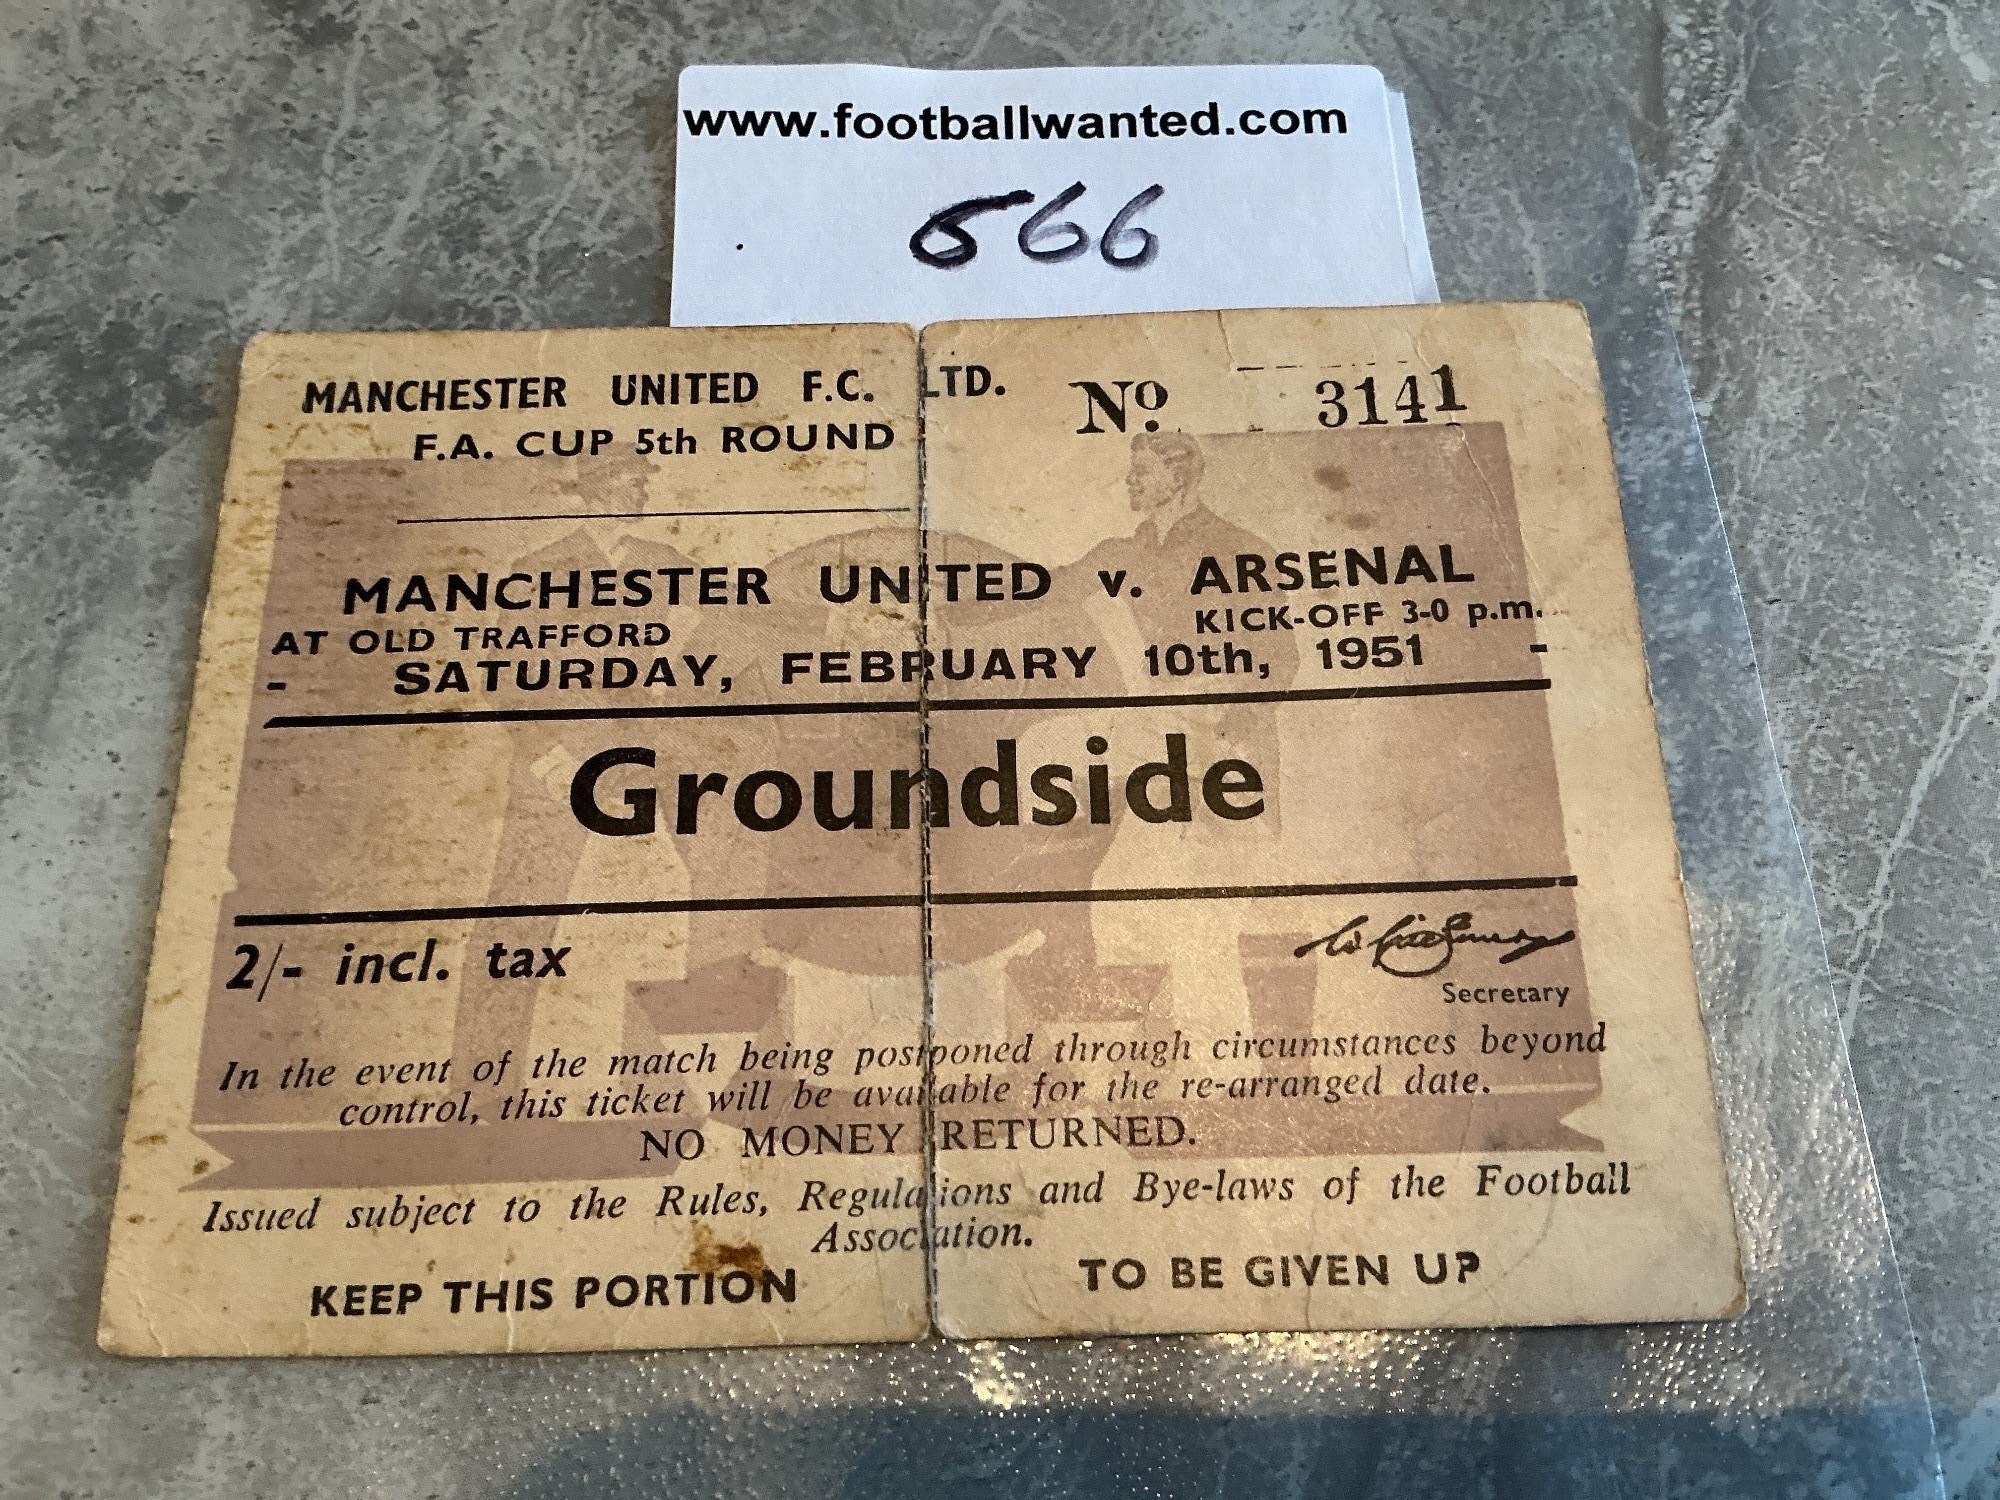 www.footballwanted.com
566
MANCHESTER UNITED F.C. LTD. No. 3141
F.A. CUP 5th ROUND
MANCHESTER UNITED v. ARSENAL
AT OLD TRAFFORD KICK-OFF 3-0 p.m.
- SATURDAY, FEBRUARY 10th, 1951 -
Groundside
2/- incl. tax
Secretary
In the event of the match being postponed through circumstances beyond
control, this ticket will be available for the re-arranged date.
NO MONEY RETURNED.
Issued subject to the Rules, Regulations and Bye-laws of the Football
Association.
KEEP THIS PORTION TO BE GIVEN UP